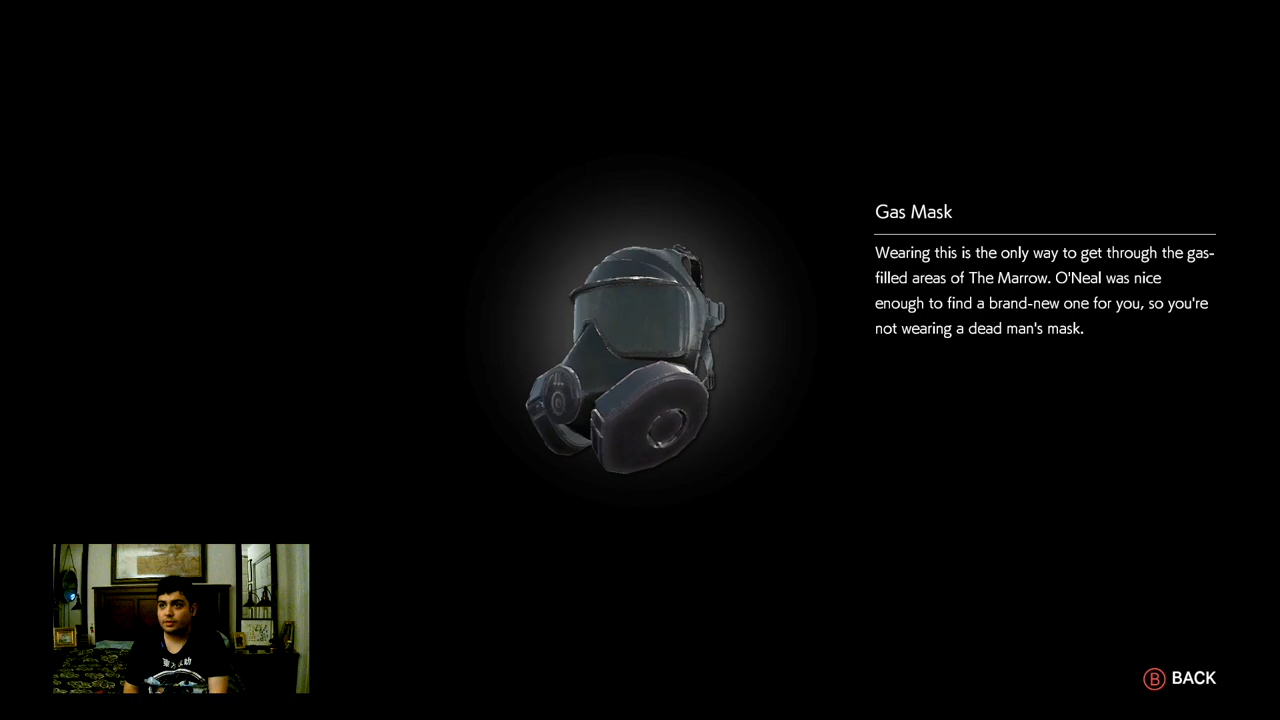 Gas Mask
Wearing this is the only way to get through the gas-
filled areas of The Marrow. O'Neal was nice
enough to find a brand-new one for you, so you're
not wearing a dead man's mask.
B BACK